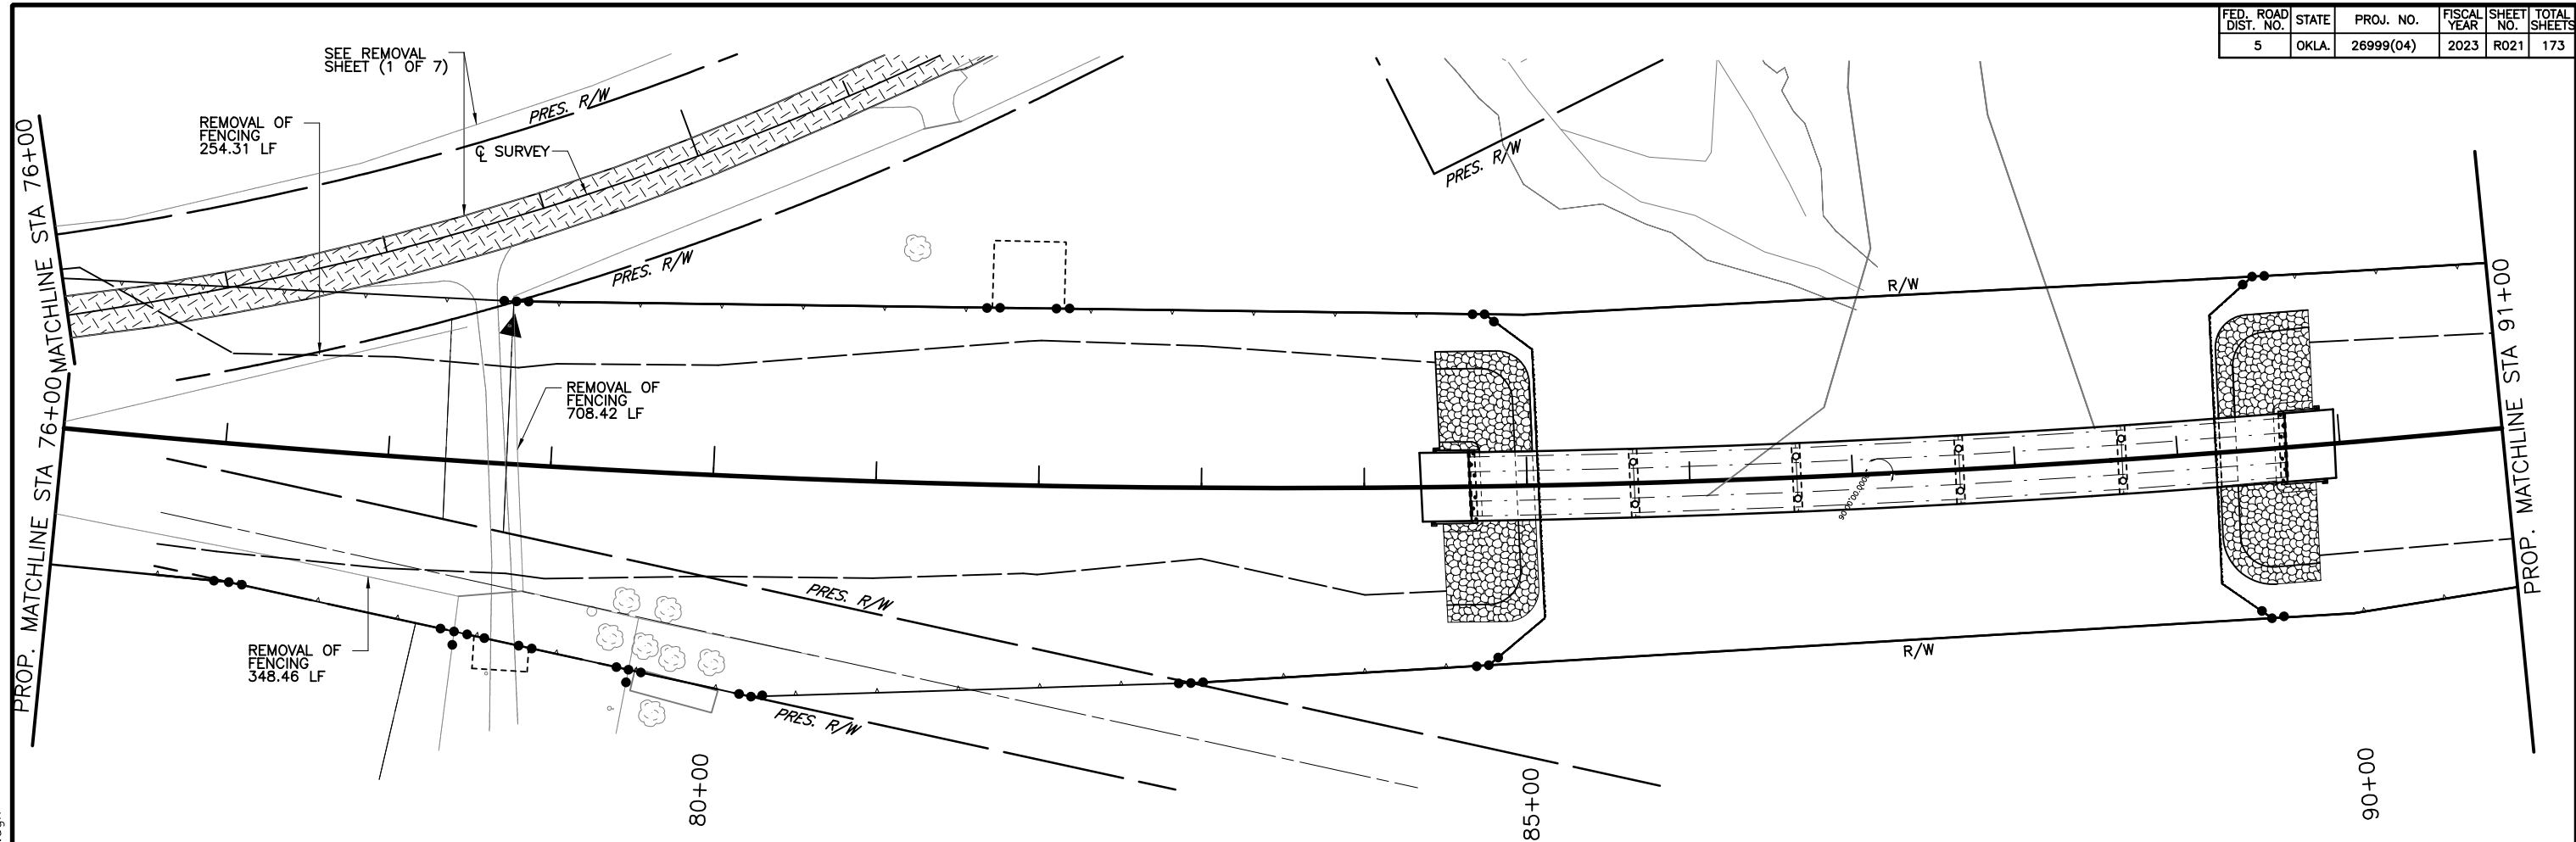 FED. ROAD DIST. NO. STATE PROJ. NO. FISCAL YEAR SHEET NO. TOTAL SHEETS
5 OKLA. 26999(04) 2023 R021 173
SEE REMOVAL
SHEET (1 OF 7)
REMOVAL OF
FENCING
254.31 LF
PRES. R/W
℄ SURVEY
PRES. R/W
PRES. R/W
R/W
MATCHLINE STA 76+00
PROP. MATCHLINE STA 76+00
PROP. MATCHLINE STA 91+00
REMOVAL OF
FENCING
708.42 LF
PRES. R/W
REMOVAL OF
FENCING
348.46 LF
PRES. R/W
R/W
80+00
85+00
90+00